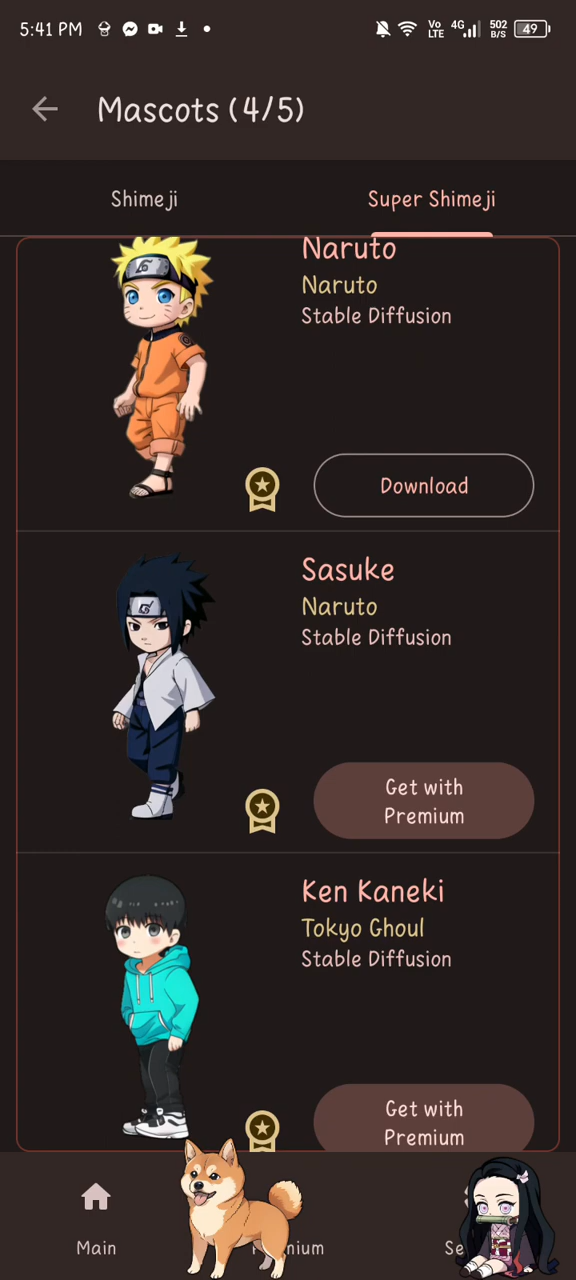 5:41 PM
Vo
LTE
4G
502
B/S
49
Mascots (4/5)
Shimeji
Super Shimeji
Naruto
Naruto
Stable Diffusion
Download
Sasuke
Naruto
Stable Diffusion
Get with
Premium
Ken Kaneki
Tokyo Ghoul
Stable Diffusion
Get with
Premium
Main